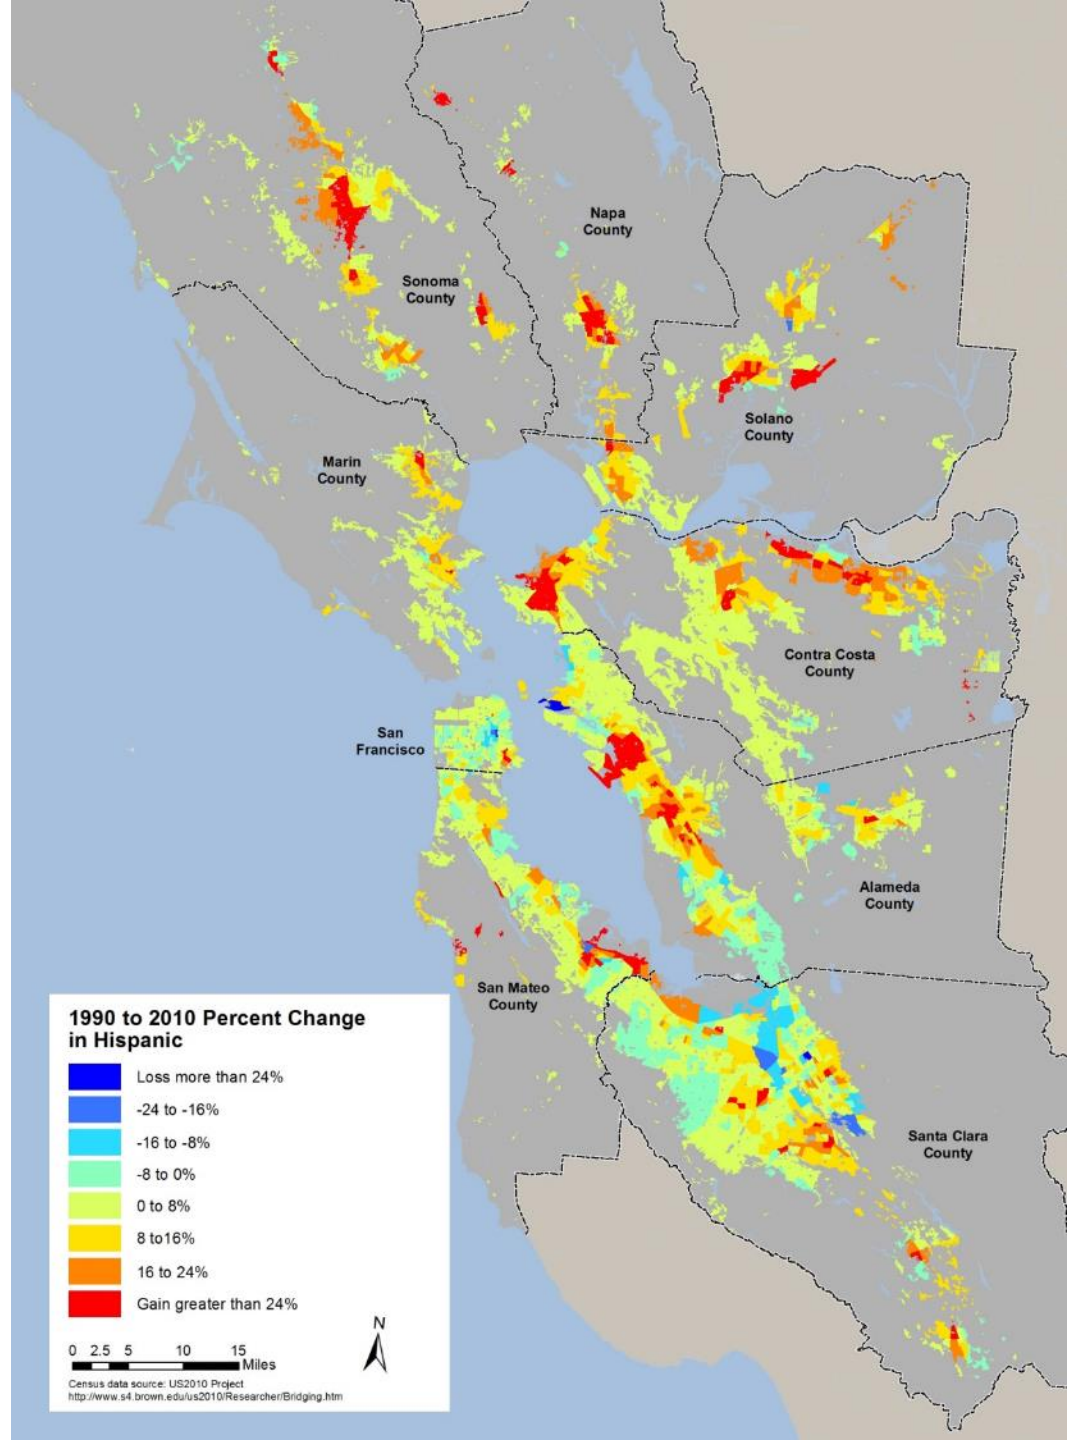 Napa
County
Sonoma
County
Solano
County
Marin
County
Contra Costa
County
San
Francisco
Alameda
County
San Mateo
County
Santa Clara
County
1990 to 2010 Percent Change
in Hispanic
Loss more than 24%
-24 to -16%
-16 to -8%
-8 to 0%
0 to 8%
8 to16%
16 to 24%
Gain greater than 24%
N
0 2.5 5 10 15
Miles
Census data source: US2010 Project
http://www.s4.brown.edu/us2010/Researcher/Bridging.htm